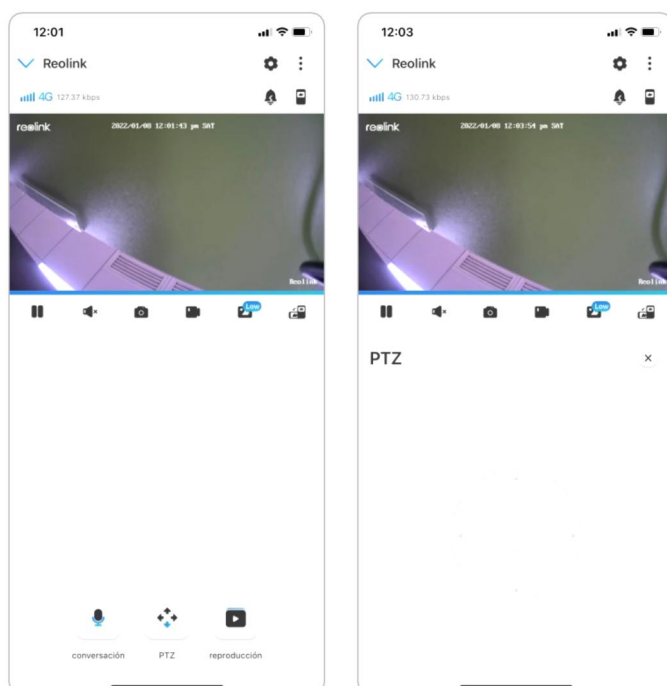 12:01
Reolink
4G 127.37 kbps
reolink
2022/01/08 12:01:43 pm SAT
Reolink
Low
conversación
PTZ
reproducción
12:03
Reolink
4G 130.73 kbps
reolink
2022/01/08 12:03:54 pm SAT
Reolink
Low
PTZ